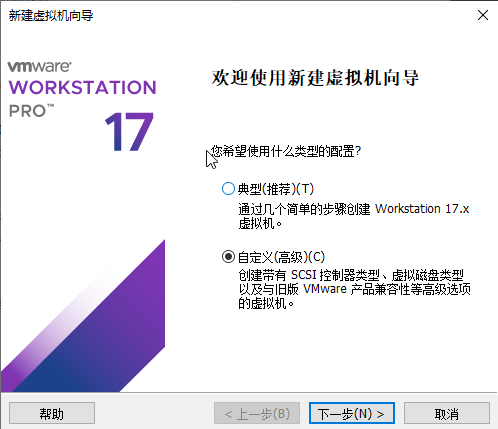 新建虚拟机向导
vmware
WORKSTATION
PRO™
17
欢迎使用新建虚拟机向导
您希望使用什么类型的配置?
典型(推荐)(T)
通过几个简单的步骤创建 Workstation 17.x
虚拟机。
自定义(高级)(C)
创建带有 SCSI 控制器类型、虚拟磁盘类型
以及与旧版 VMware 产品兼容性等高级选项
的虚拟机。
帮助
< 上一步(B)
下一步(N) >
取消